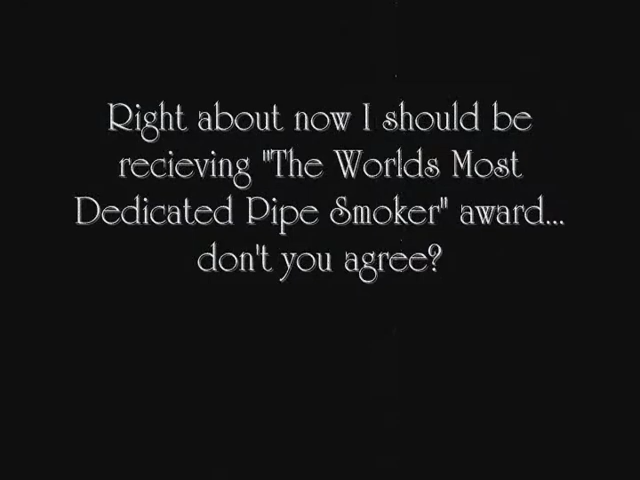 Right about now I should be
recieving "The Worlds Most
Dedicated Pipe Smoker" award...
don't you agree?